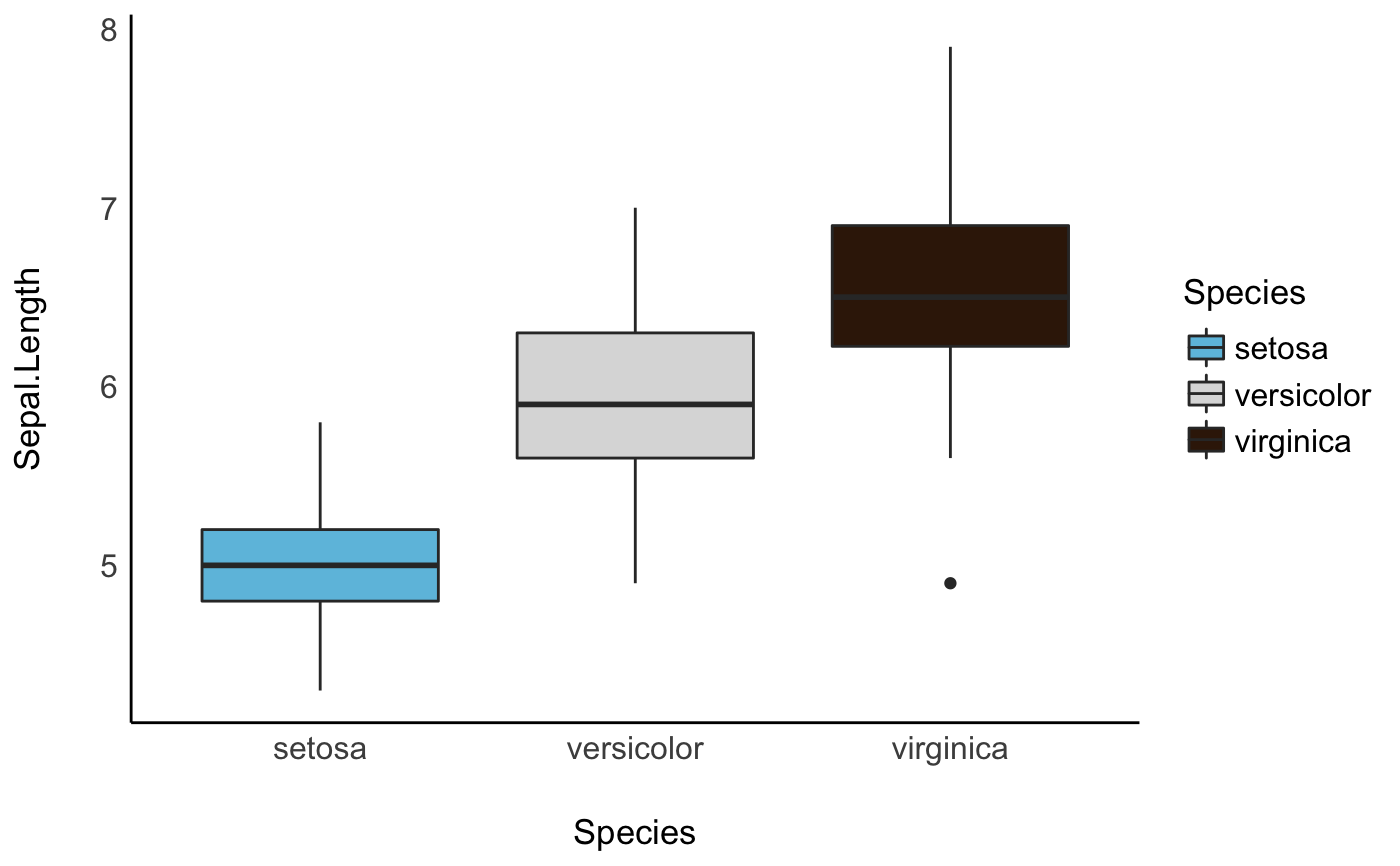 8
7
6
5
Sepal.Length
setosa
versicolor
virginica
Species
Species
setosa
versicolor
virginica